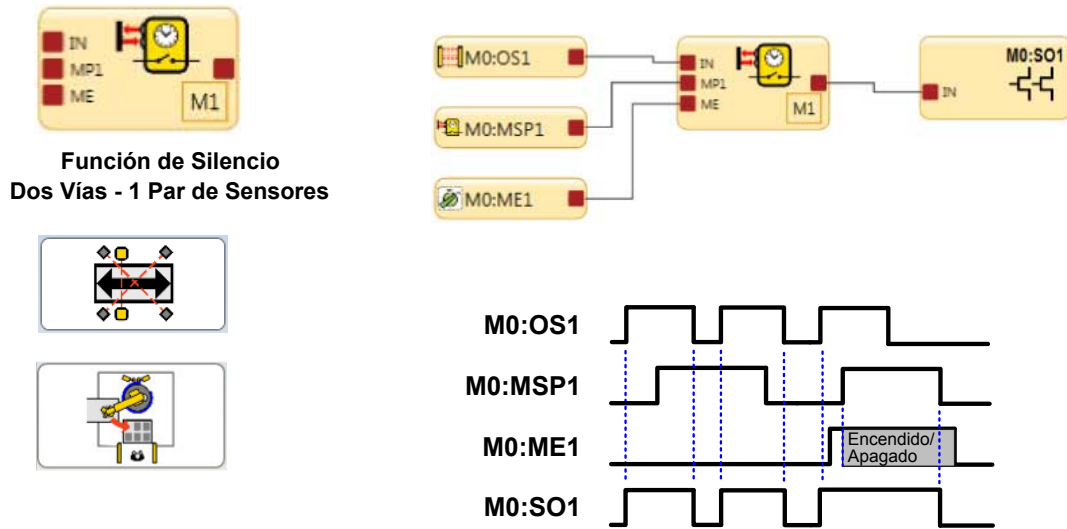 IN
MP1
ME
M1
Función de Silencio
Dos Vías - 1 Par de Sensores
M0:OS1
M0:MSP1
M0:ME1
IN
MP1
ME
M1
M0:SO1
IN
M0:OS1
M0:MSP1
M0:ME1
Encendido/
Apagado
M0:SO1